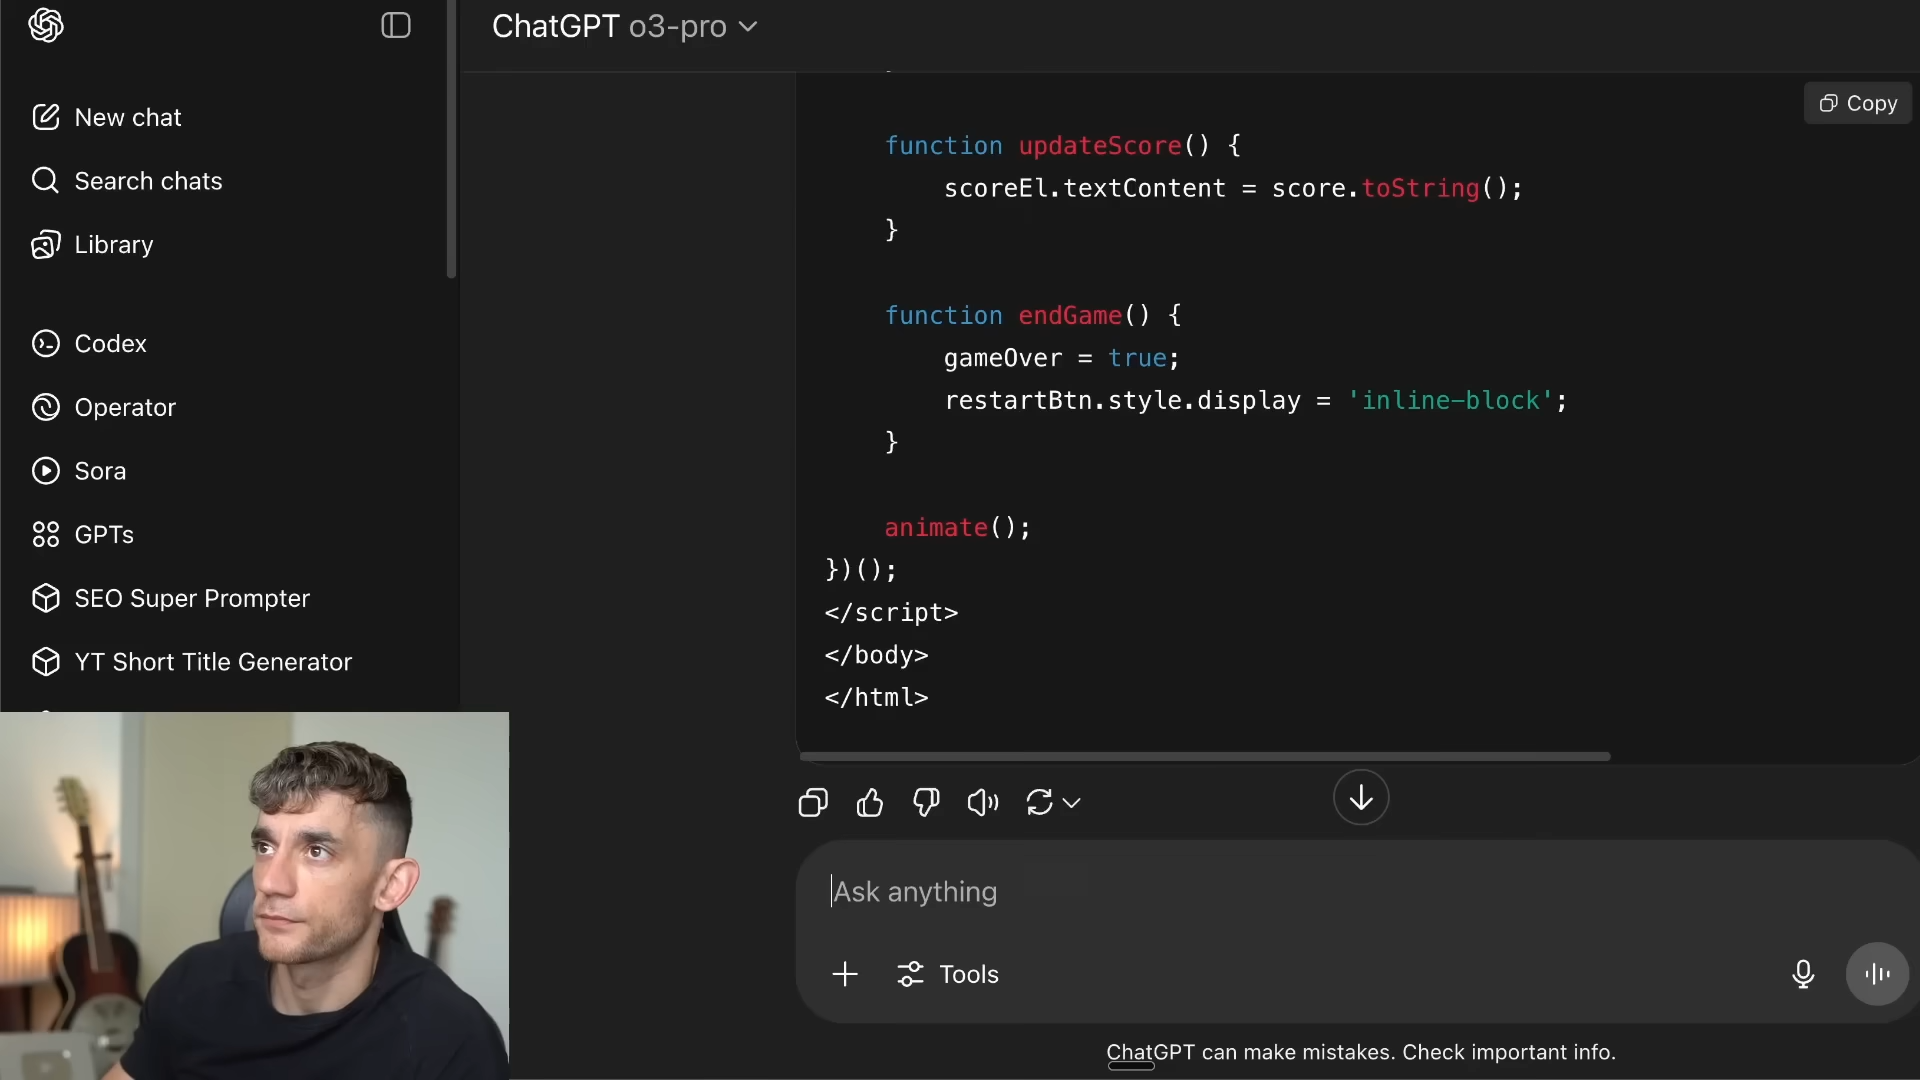 ChatGPT o3-pro
New chat
Search chats
Library
Codex
Operator
Sora
GPTs
SEO Super Prompter
YT Short Title Generator
Copy
function updateScore() {
scoreEl.textContent = score.toString();
}
function endGame() {
gameOver = true;
restartBtn.style.display = 'inline-block';
}
animate();
})();
</script>
</body>
</html>
Ask anything
Tools
ChatGPT can make mistakes. Check important info.